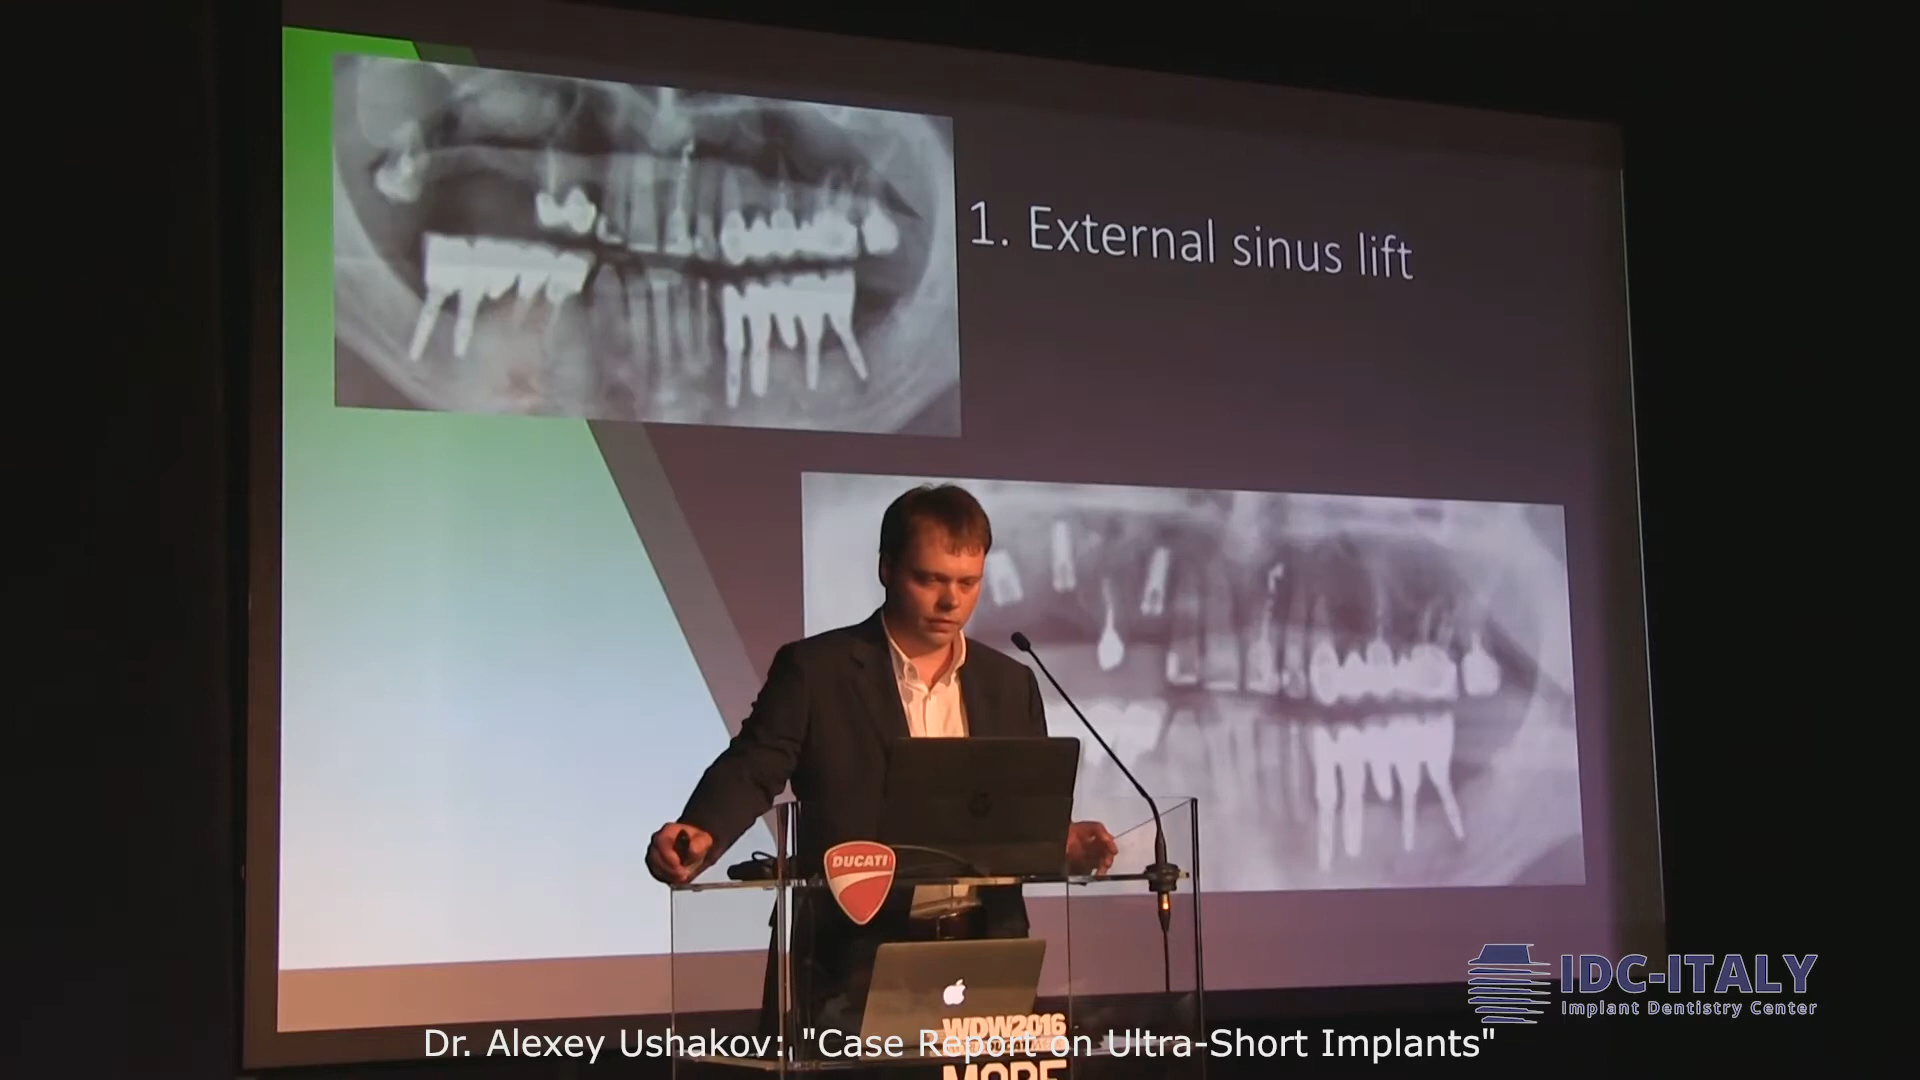 1. External sinus lift
DUCATI
IDC-ITALY
Implant Dentistry Center
WDW2016
Dr. Alexey Ushakov: "Case Report on Ultra-Short Implants"
MORE